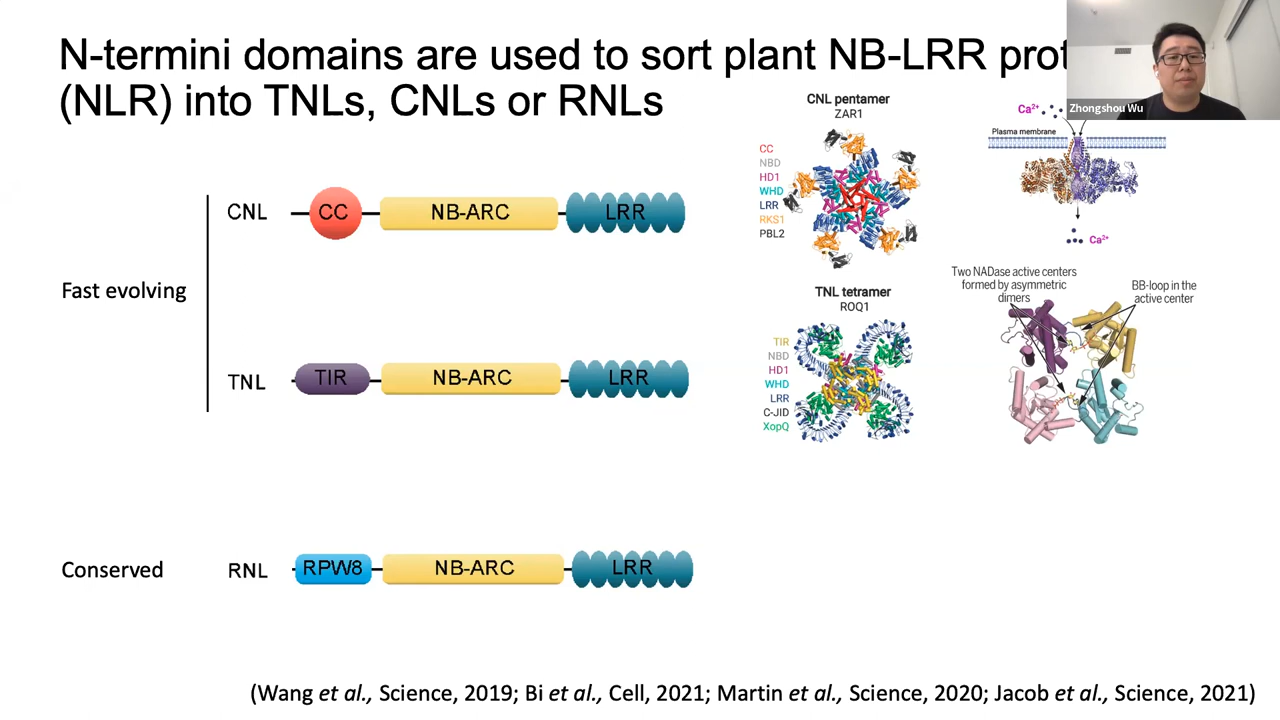 N-termini domains are used to sort plant NB-LRR prot
(NLR) into TNLs, CNLs or RNLs
Zhongshou Wu
CNL pentamer
ZAR1
CC
NBD
HD1
WHD
LRR
RKS1
PBL2
Ca2+
Plasma membrane
Ca2+
CNL
CC
NB-ARC
LRR
Fast evolving
Two NADase active centers
formed by asymmetric
dimers
BB-loop in the
active center
TNL tetramer
ROQ1
TIR
NBD
HD1
WHD
LRR
C-JID
XopQ
TNL
TIR
NB-ARC
LRR
Conserved
RNL
RPW8
NB-ARC
LRR
(Wang et al., Science, 2019; Bi et al., Cell, 2021; Martin et al., Science, 2020; Jacob et al., Science, 2021)